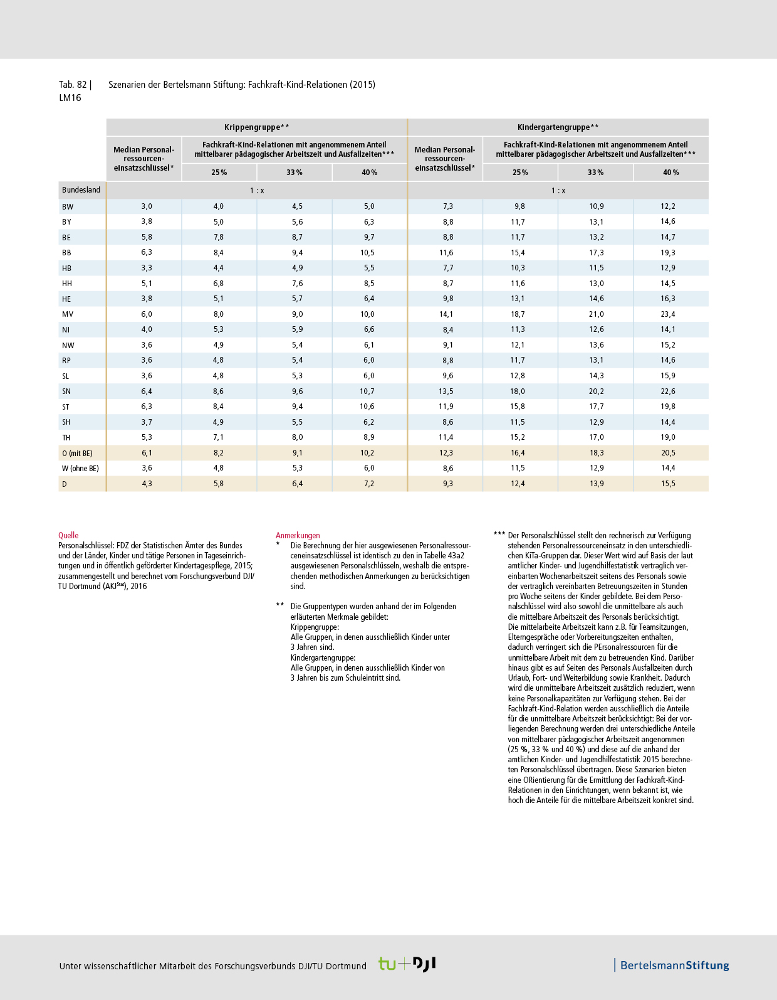 Tab. 82 | Szenarien der Bertelsmann Stiftung: Fachkraft-Kind-Relationen (2015)
LM16
Krippengruppe** Kindergartengruppe**
Median Personal-
ressourcen-
einsatzschlüssel*
Fachkraft-Kind-Relationen mit angenommenem Anteil
mittelbarer pädagogischer Arbeitszeit und Ausfallzeiten***
Median Personal-
ressourcen-
einsatzschlüssel*
Fachkraft-Kind-Relationen mit angenommenem Anteil
mittelbarer pädagogischer Arbeitszeit und Ausfallzeiten***
25 % 33 % 40 % 25 % 33 % 40 %
Bundesland 1 : x 1 : x
BW 3,0 4,0 4,5 5,0 7,3 9,8 10,9 12,2
BY 3,8 5,0 5,6 6,3 8,8 11,7 13,1 14,6
BE 5,8 7,8 8,7 9,7 8,8 11,7 13,2 14,7
BB 6,3 8,4 9,4 10,5 11,6 15,4 17,3 19,3
HB 3,3 4,4 4,9 5,5 7,7 10,3 11,5 12,9
HH 5,1 6,8 7,6 8,5 8,7 11,6 13,0 14,5
HE 3,8 5,1 5,7 6,4 9,8 13,1 14,6 16,3
MV 6,0 8,0 9,0 10,0 14,1 18,7 21,0 23,4
NI 4,0 5,3 5,9 6,6 8,4 11,3 12,6 14,1
NW 3,6 4,9 5,4 6,1 9,1 12,1 13,6 15,2
RP 3,6 4,8 5,4 6,0 8,8 11,7 13,1 14,6
SL 3,6 4,8 5,3 6,0 9,6 12,8 14,3 15,9
SN 6,4 8,6 9,6 10,7 13,5 18,0 20,2 22,6
ST 6,3 8,4 9,4 10,6 11,9 15,8 17,7 19,8
SH 3,7 4,9 5,5 6,2 8,6 11,5 12,9 14,4
TH 5,3 7,1 8,0 8,9 11,4 15,2 17,0 19,0
O (mit BE) 6,1 8,2 9,1 10,2 12,3 16,4 18,3 20,5
W (ohne BE) 3,6 4,8 5,3 6,0 8,6 11,5 12,9 14,4
D 4,3 5,8 6,4 7,2 9,3 12,4 13,9 15,5
Quelle
Personalschlüssel: FDZ der Statistischen Ämter des Bundes
und der Länder, Kinder und tätige Personen in Tageseinrich-
tungen und in öffentlich geförderter Kindertagespflege, 2015;
zusammengestellt und berechnet vom Forschungsverbund DJI/
TU Dortmund (AKJStat), 2016
Anmerkungen
* Die Berechnung der hier ausgewiesenen Personalressour-
ceneinsatzschlüssel ist identisch zu den in Tabelle 43a2
ausgewiesenen Personalschlüsseln, weshalb die entspre-
chenden methodischen Anmerkungen zu berücksichtigen
sind.
** Die Gruppentypen wurden anhand der im Folgenden
erläuterten Merkmale gebildet:
Krippengruppe:
Alle Gruppen, in denen ausschließlich Kinder unter
3 Jahren sind.
Kindergartengruppe:
Alle Gruppen, in denen ausschließlich Kinder von
3 Jahren bis zum Schuleintritt sind.
*** Der Personalschlüssel stellt den rechnerisch zur Verfügung
stehenden Personalressourceneinsatz in den unterschiedli-
chen KiTa-Gruppen dar. Dieser Wert wird auf Basis der laut
amtlicher Kinder- und Jugendhilfestatistik vertraglich ver-
einbarten Wochenarbeitszeit seitens des Personals sowie
der vertraglich vereinbarten Betreuungszeiten in Stunden
pro Woche seitens der Kinder gebildete. Bei dem Perso-
nalschlüssel wird also sowohl die unmittelbare als auch
die mittelbare Arbeitszeit des Personals berücksichtigt.
Die mittelarbeite Arbeitszeit kann z.B. für Teamsitzungen,
Elterngespräche oder Vorbereitungszeiten enthalten,
dadurch verringert sich die PErsonalressourcen für die
unmittelbare Arbeit mit dem zu betreuenden Kind. Darüber
hinaus gibt es auf Seiten des Personals Ausfallzeiten durch
Urlaub, Fort- und Weiterbildung sowie Krankheit. Dadurch
wird die unmittelbare Arbeitszeit zusätzlich reduziert, wenn
keine Personalkapazitäten zur Verfügung stehen. Bei der
Fachkraft-Kind-Relation werden ausschließlich die Anteile
für die unmittelbare Arbeitszeit berücksichtigt: Bei der vor-
liegenden Berechnung werden drei unterschiedliche Anteile
von mittelbarer pädagogischer Arbeitszeit angenommen
(25 %, 33 % und 40 %) und diese auf die anhand der
amtlichen Kinder- und Jugendhilfestatistik 2015 berechne-
ten Personalschlüssel übertragen. Diese Szenarien bieten
eine ORientierung für die Ermittlung der Fachkraft-Kind-
Relationen in den Einrichtungen, wenn bekannt ist, wie
hoch die Anteile für die mittelbare Arbeitszeit konkret sind.
Unter wissenschaftlicher Mitarbeit des Forschungsverbunds DJI/TU Dortmund tu+DJI | BertelsmannStiftung